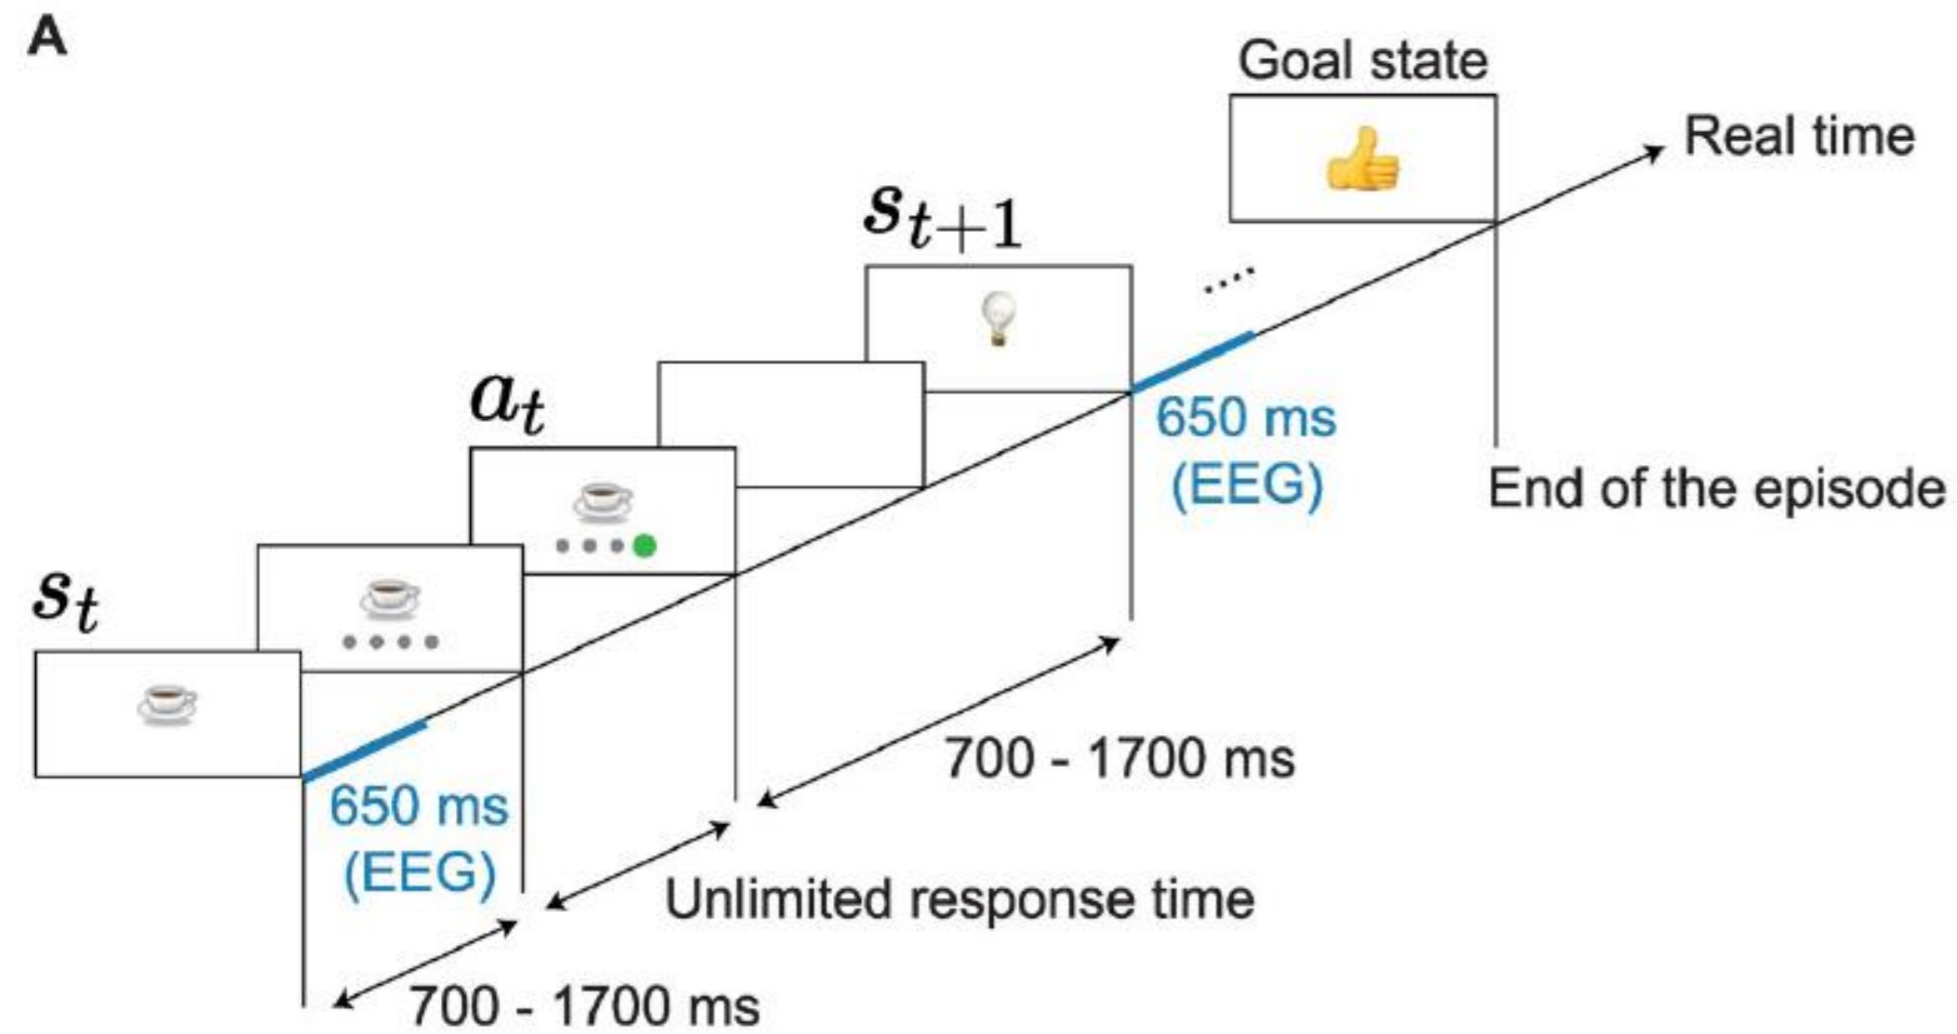 A
Goal state
Real time
s_{t+1}
a_t
650 ms
(EEG)
End of the episode
s_t
700 - 1700 ms
650 ms
(EEG)
Unlimited response time
700 - 1700 ms